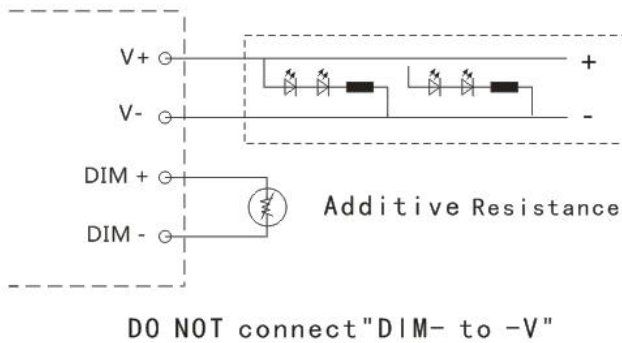 V+
+
V-
-
DIM +
Additive Resistance
DIM -
DO NOT connect"DIM- to -V"